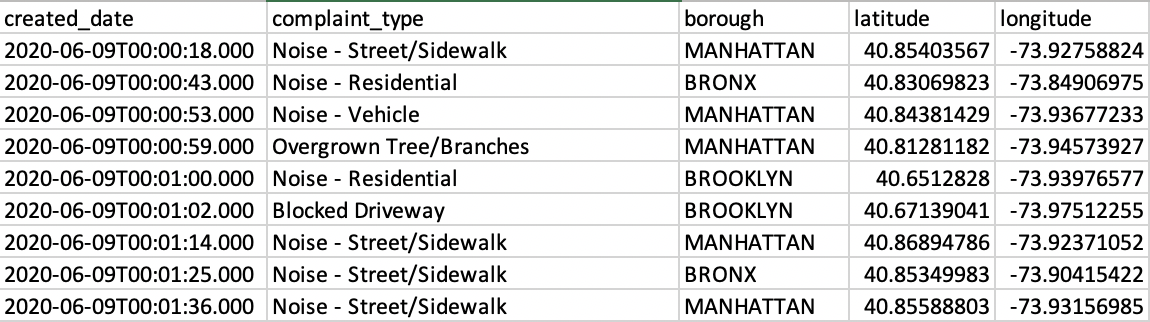 created_date complaint_type borough latitude longitude
2020-06-09T00:00:18.000 Noise - Street/Sidewalk MANHATTAN 40.85403567 -73.92758824
2020-06-09T00:00:43.000 Noise - Residential BRONX 40.83069823 -73.84906975
2020-06-09T00:00:53.000 Noise - Vehicle MANHATTAN 40.84381429 -73.93677233
2020-06-09T00:00:59.000 Overgrown Tree/Branches MANHATTAN 40.81281182 -73.94573927
2020-06-09T00:01:00.000 Noise - Residential BROOKLYN 40.6512828 -73.93976577
2020-06-09T00:01:02.000 Blocked Driveway BROOKLYN 40.67139041 -73.97512255
2020-06-09T00:01:14.000 Noise - Street/Sidewalk MANHATTAN 40.86894786 -73.92371052
2020-06-09T00:01:25.000 Noise - Street/Sidewalk BRONX 40.85349983 -73.90415422
2020-06-09T00:01:36.000 Noise - Street/Sidewalk MANHATTAN 40.85588803 -73.93156985